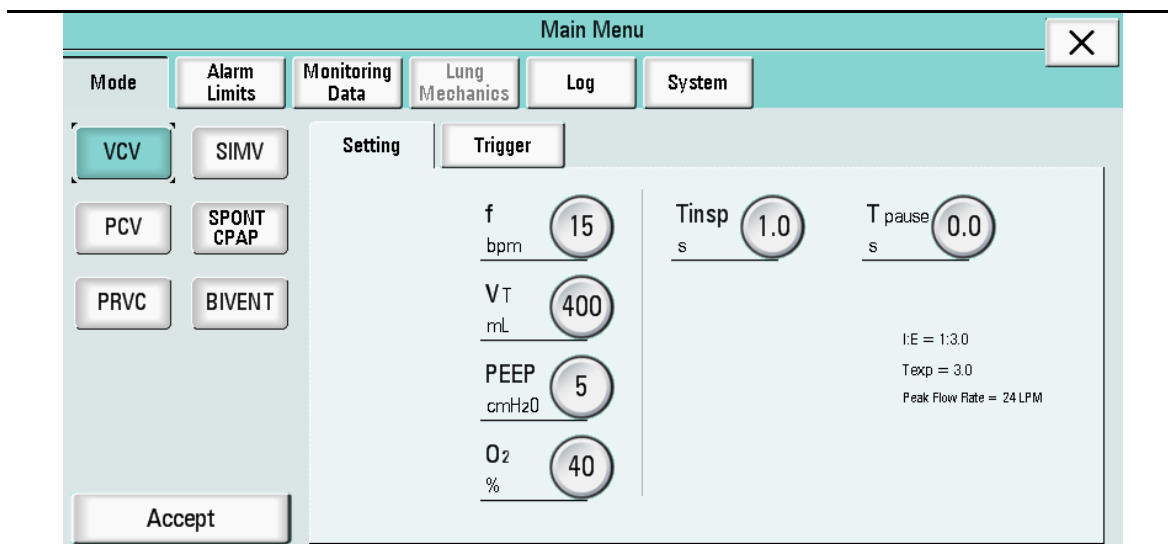 Main Menu
X
Mode
Alarm
Limits
Monitoring
Data
Lung
Mechanics
Log
System
VCV
SIMV
PCV
SPONT
CPAP
PRVC
BIVENT
Accept
Setting
Trigger
f
bpm
15
VT
mL
400
PEEP
cmH20
5
O2
%
40
Tinsp
s
1.0
T pause
s
0.0
I:E = 1:3.0
Texp = 3.0
Peak Flow Rate = 24 LPM